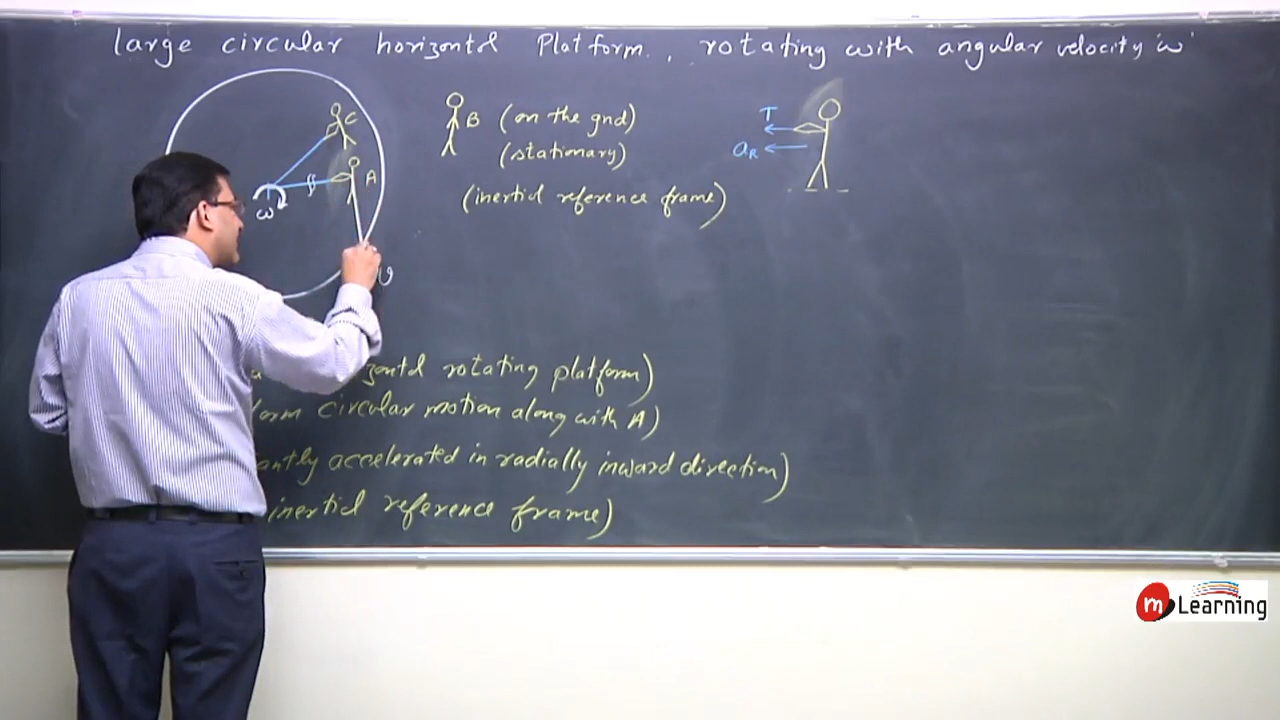 large circular horizontal Platform, rotating with angular velocity 'ω'
C
A
ω
B (on the gnd)
(stationary)
(inertial reference frame)
T
aR
rotating platform)
circular motion along with A)
accelerated in radially inward direction)
inertial reference frame)
m Learning